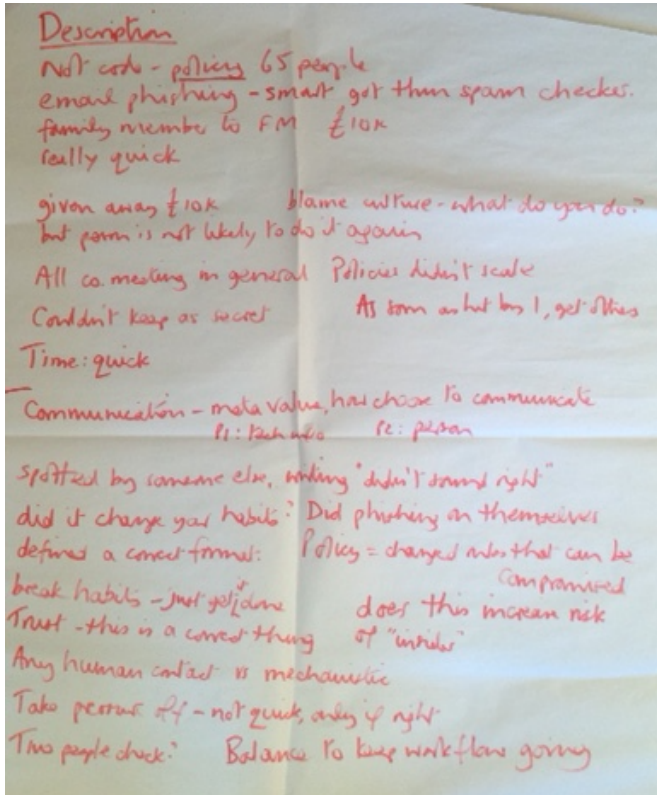 Description
Not code - policy 65 people
email phishing - smart got thru spam checker.
family member to FM £10K
really quick
given away £10K blame culture - what do you do?
but person is not likely to do it again
All co. meeting in general Policies didn't scale
Couldn't keep as secret As soon as hit by 1, get others
Time: quick
Communication - meta value, how choose to communicate
P1: tech P2: person
spotted by someone else, writing "didn't sound right"
did it change your habits? Did phishing on themselves
defined a correct format: Policy = changed rules that can be
compromised
break habits - just get it done does this increase risk
Trust - this is a correct thing of "insider"
Any human contact is mechanistic
Take off - not quick, only if right
Two people check? Balance to keep workflow going